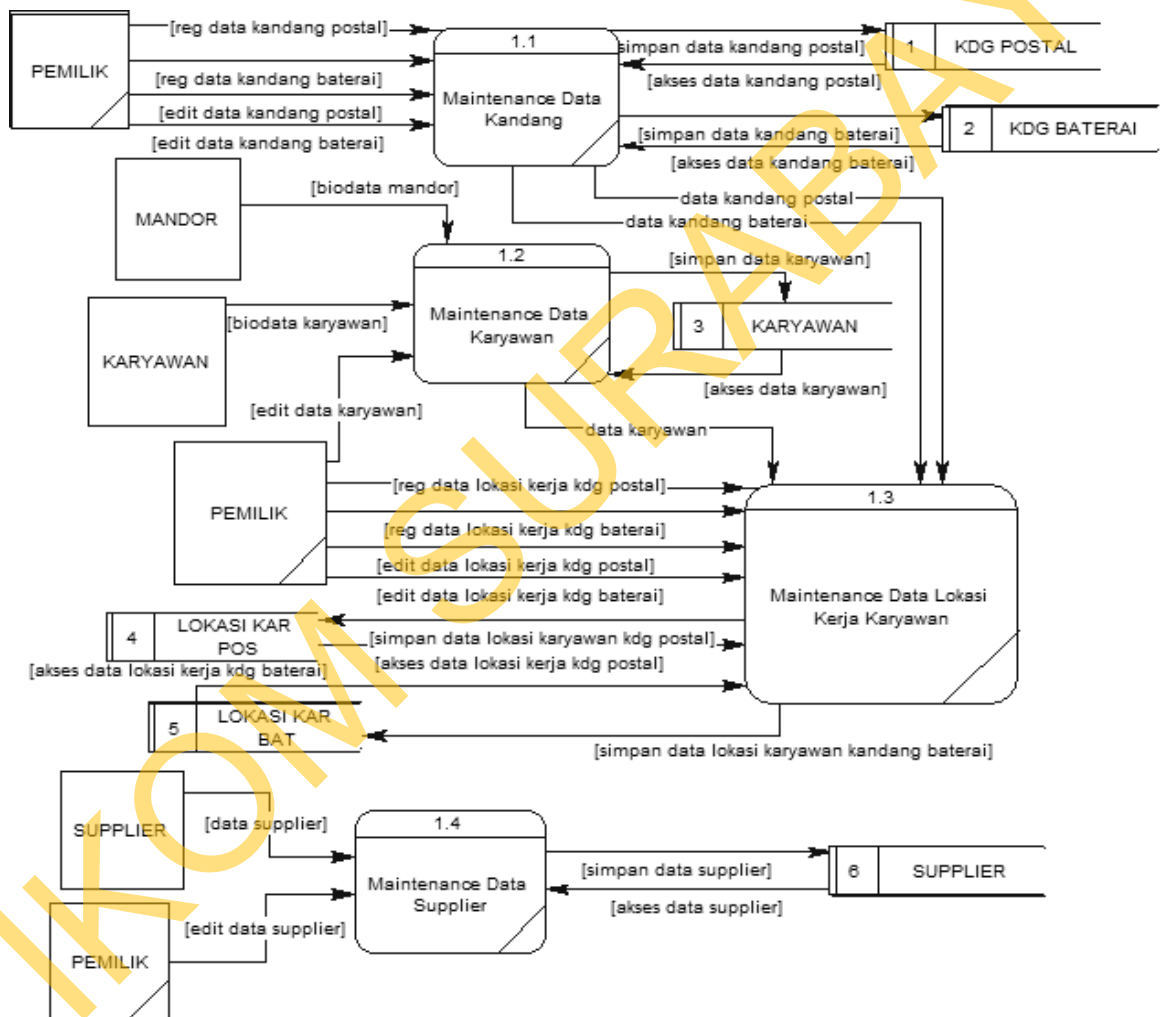 [reg data kandang postal]
PEMILIK
[reg data kandang baterai]
[edit data kandang postal]
[edit data kandang baterai]
1.1
Maintenance Data
Kandang
[simpan data kandang postal]
[akses data kandang postal]
1
KDG POSTAL
[simpan data kandang baterai]
[akses data kandang baterai]
2
KDG BATERAI
data kandang postal
data kandang baterai
MANDOR
[biodata mandor]
1.2
Maintenance Data
Karyawan
[simpan data karyawan]
3
KARYAWAN
[akses data karyawan]
KARYAWAN
[biodata karyawan]
[edit data karyawan]
data karyawan
PEMILIK
[reg data lokasi kerja kdg postal]
[reg data lokasi kerja kdg baterai]
[edit data lokasi kerja kdg postal]
[edit data lokasi kerja kdg baterai]
1.3
Maintenance Data Lokasi
Kerja Karyawan
4
LOKASI KAR
POS
[simpan data lokasi karyawan kdg postal]
[akses data lokasi kerja kdg postal]
[akses data lokasi kerja kdg baterai]
5
LOKASI KAR
BAT
[simpan data lokasi karyawan kandang baterai]
SUPPLIER
[data supplier]
1.4
Maintenance Data
Supplier
[simpan data supplier]
[akses data supplier]
6
SUPPLIER
[edit data supplier]
PEMILIK
IKOM SURABAY